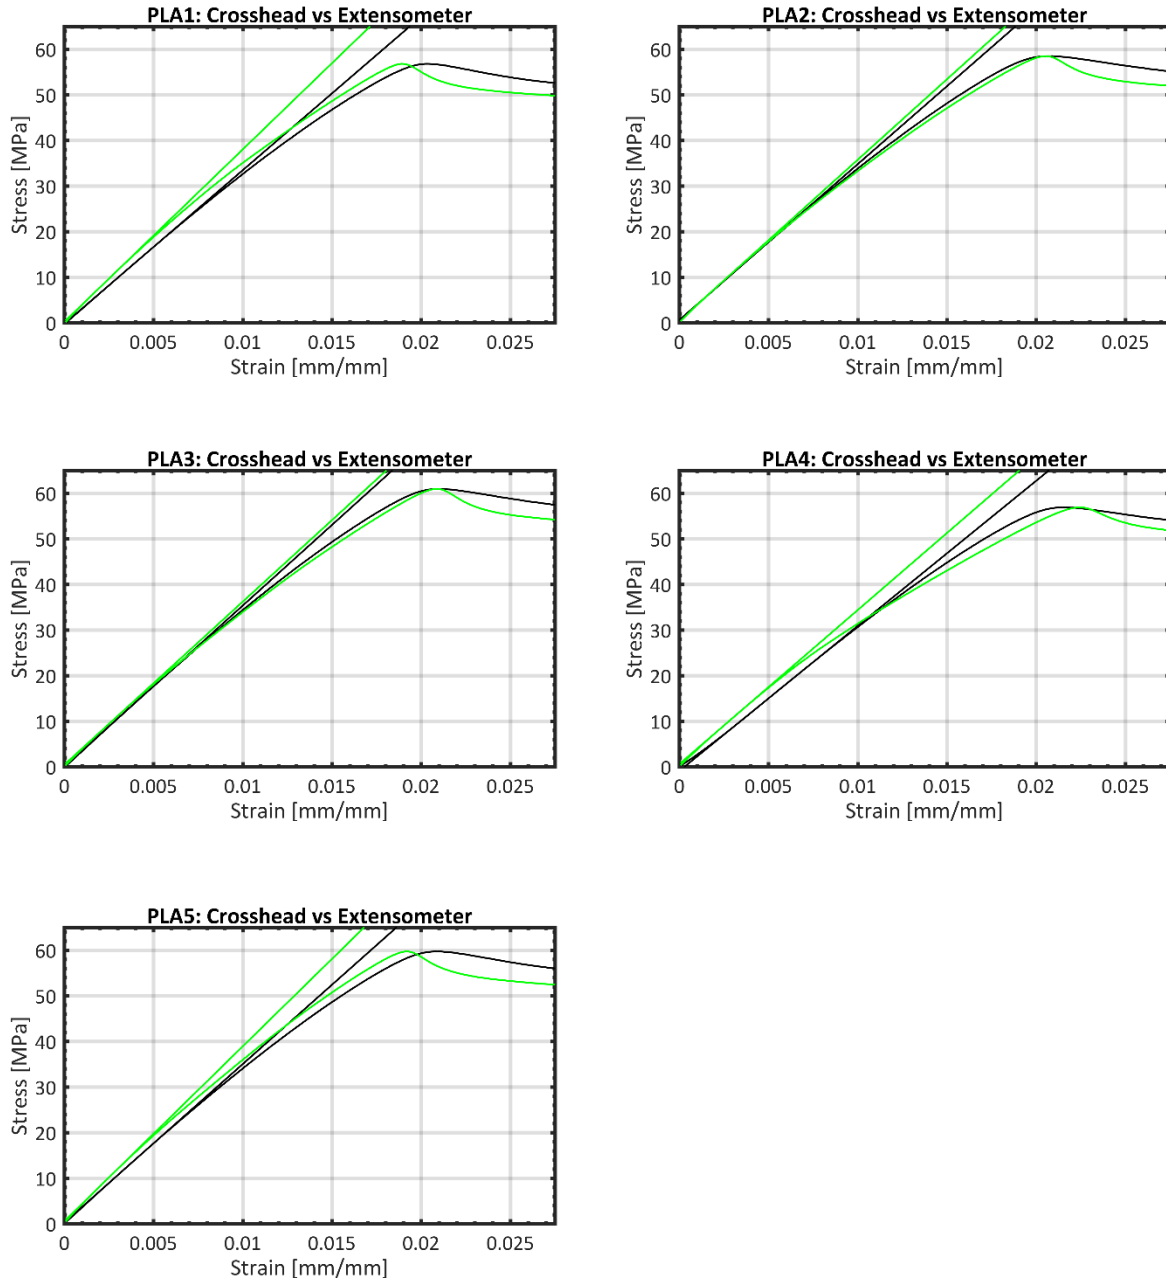 PLA1: Crosshead vs Extensometer
60
50
40
30
20
10
0
Stress [MPa]
0 0.005 0.01 0.015 0.02 0.025
Strain [mm/mm]
PLA2: Crosshead vs Extensometer
60
50
40
30
20
10
0
Stress [MPa]
0 0.005 0.01 0.015 0.02 0.025
Strain [mm/mm]
PLA3: Crosshead vs Extensometer
60
50
40
30
20
10
0
Stress [MPa]
0 0.005 0.01 0.015 0.02 0.025
Strain [mm/mm]
PLA4: Crosshead vs Extensometer
60
50
40
30
20
10
0
Stress [MPa]
0 0.005 0.01 0.015 0.02 0.025
Strain [mm/mm]
PLA5: Crosshead vs Extensometer
60
50
40
30
20
10
0
Stress [MPa]
0 0.005 0.01 0.015 0.02 0.025
Strain [mm/mm]